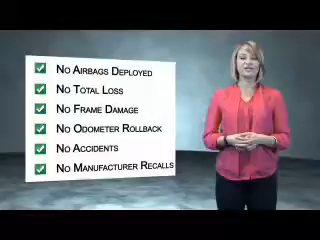 No Airbags Deployed
No Total Loss
No Frame Damage
No Odometer Rollback
No Accidents
No Manufacturer Recalls